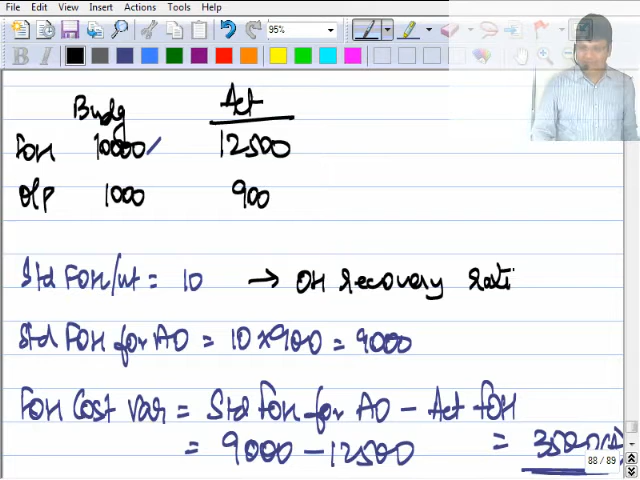 File Edit View Insert Actions Tools Help
95%
Budg Act
FOH 10000 12500
O/P 1000 900
Std FOH/ut = 10 → OH Recovery Rate
Std FOH for AO = 10 × 900 = 9000
FOH Cost Var = Std FOH for AO - Act FOH
= 9000 - 12500 = 3500 (A)
88 / 89